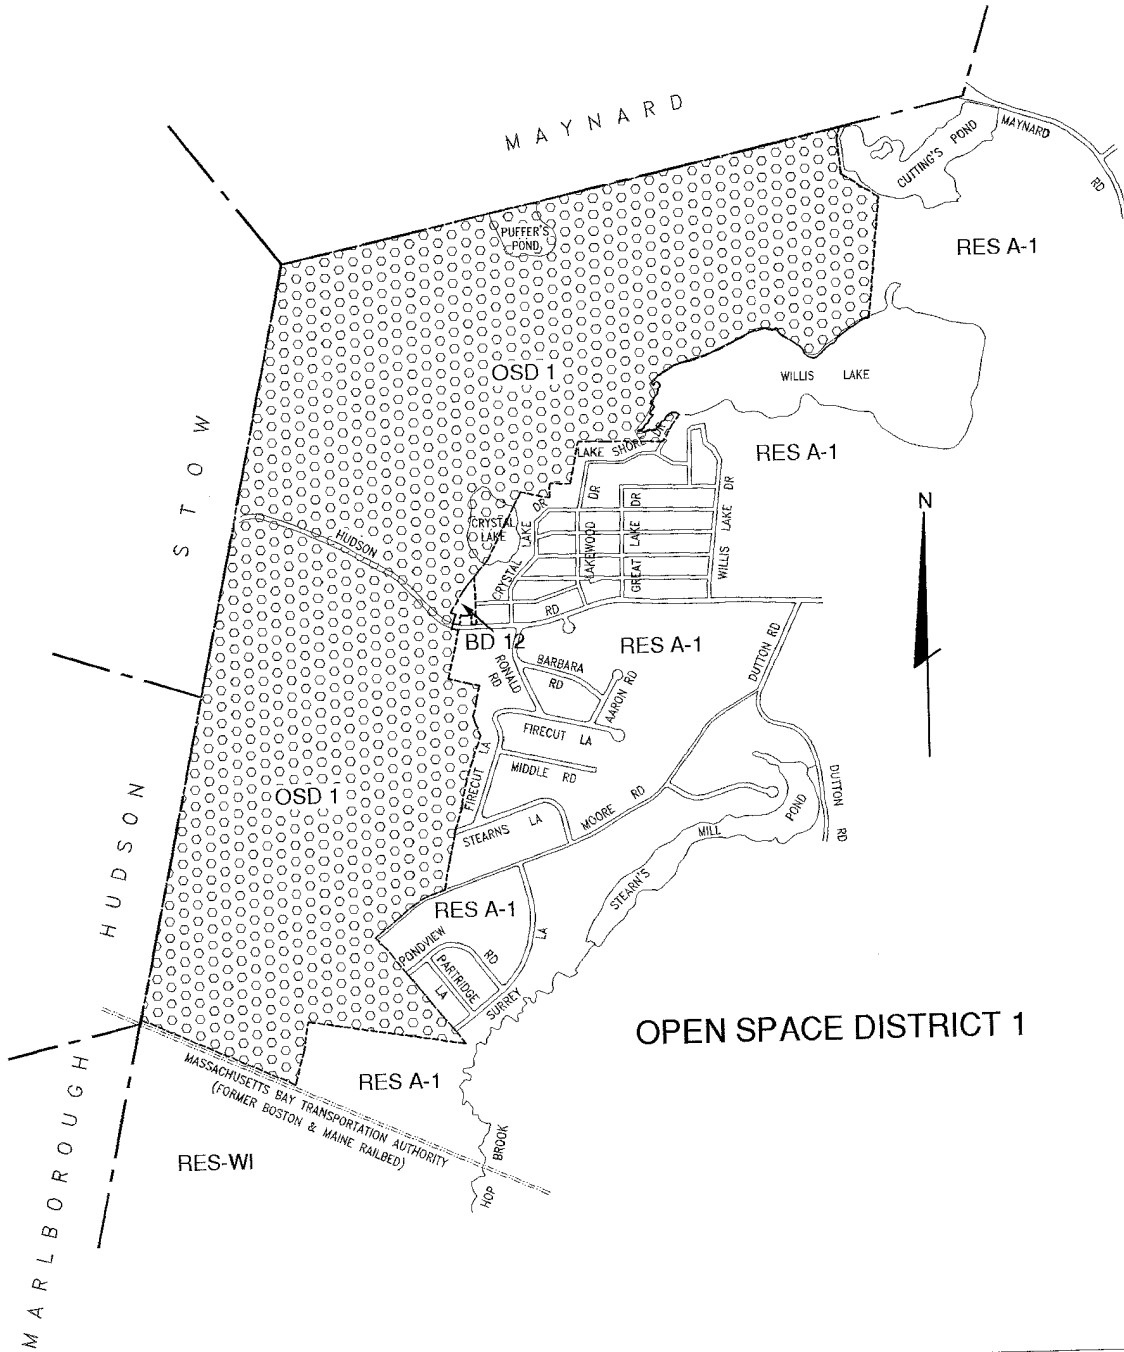 MAYNARD
CUTTING'S POND
MAYNARD
RD
PUFFER'S
POND
RES A-1
OSD 1
WILLIS LAKE
STOW
LAKE SHORE DR
RES A-1
N
CRYSTAL
LAKE
CRYSTAL LAKE DR
LAKEWOOD DR
GREAT LAKE DR
WILLIS LAKE DR
HUDSON
RD
BD 12
RES A-1
DUTTON RD
RONALD
RD
BARBARA
RD
AARON RD
FIRECUT LA
FIRECUT LA
MIDDLE RD
HUDSON
OSD 1
STEARNS LA
MOORE RD
DUTTON
RD
STEARN'S MILL POND
RES A-1
PONDVIEW
RD
PARTRIDGE
LA
SURREY
LA
OPEN SPACE DISTRICT 1
MARLBOROUGH
RES A-1
MASSACHUSETTS BAY TRANSPORTATION AUTHORITY
(FORMER BOSTON & MAINE RAILBED)
RES-WI
HOP BROOK